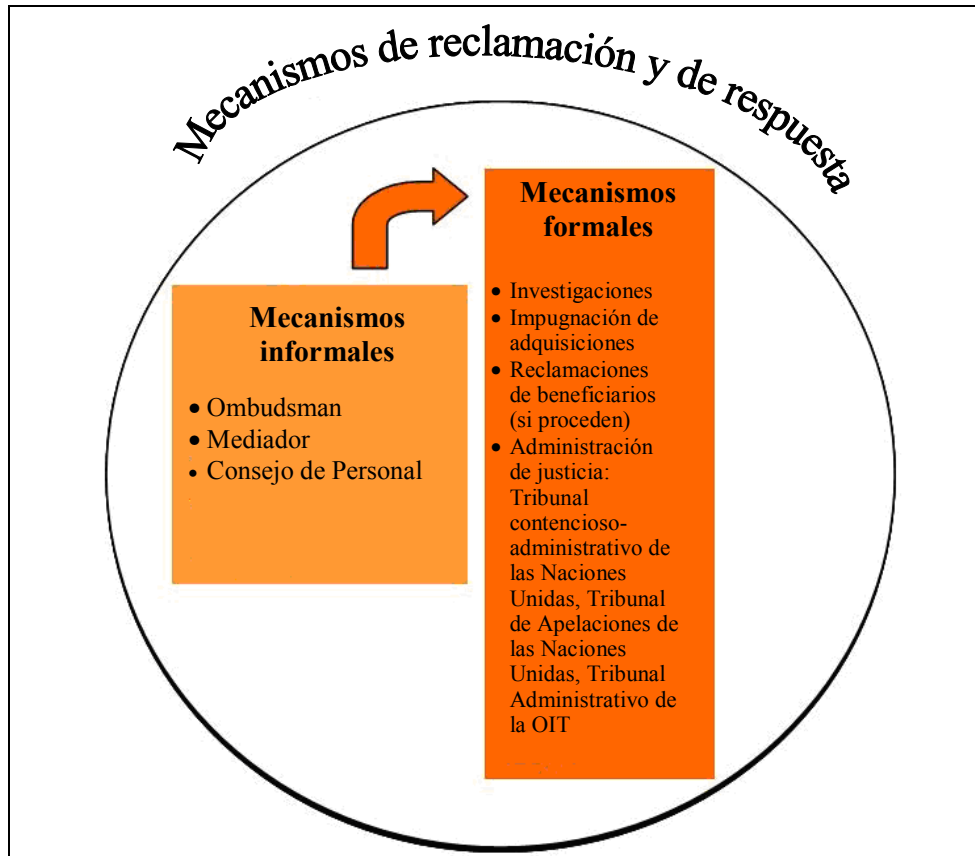 Mecanismos de reclamación y de respuesta
Mecanismos
informales
• Ombudsman
• Mediador
• Consejo de Personal
Mecanismos
formales
• Investigaciones
• Impugnación de
adquisiciones
• Reclamaciones
de beneficiarios
(si proceden)
• Administración
de justicia:
Tribunal
contencioso-
administrativo de
las Naciones
Unidas, Tribunal
de Apelaciones de
las Naciones
Unidas, Tribunal
Administrativo de
la OIT